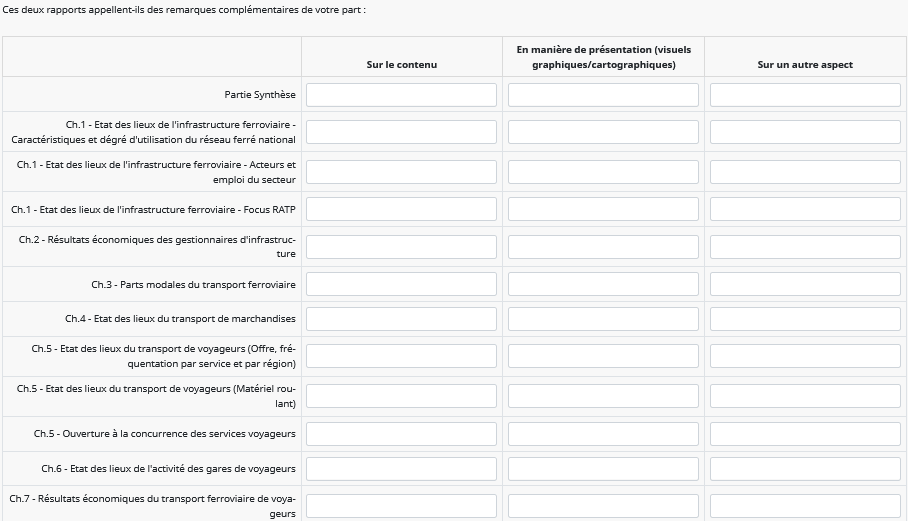 Ces deux rapports appellent-ils des remarques complémentaires de votre part :
Sur le contenu
En manière de présentation (visuels
graphiques/cartographiques)
Sur un autre aspect
Partie Synthèse
Ch.1 - Etat des lieux de l'infrastructure ferroviaire -
Caractéristiques et dégré d'utilisation du réseau ferré national
Ch.1 - Etat des lieux de l'infrastructure ferroviaire - Acteurs et
emploi du secteur
Ch.1 - Etat des lieux de l'infrastructure ferroviaire - Focus RATP
Ch.2 - Résultats économiques des gestionnaires d'infrastruc-
ture
Ch.3 - Parts modales du transport ferroviaire
Ch.4 - Etat des lieux du transport de marchandises
Ch.5 - Etat des lieux du transport de voyageurs (Offre, fré-
quentation par service et par région)
Ch.5 - Etat des lieux du transport de voyageurs (Matériel rou-
lant)
Ch.5 - Ouverture à la concurrence des services voyageurs
Ch.6 - Etat des lieux de l'activité des gares de voyageurs
Ch.7 - Résultats économiques du transport ferroviaire de voya-
geurs